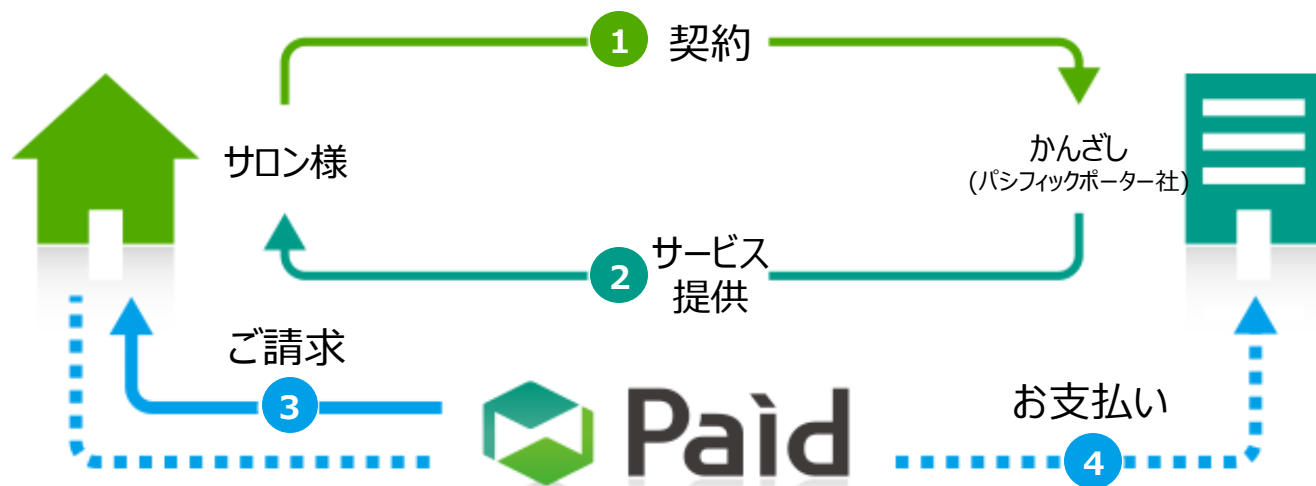 1 契約
サロン様
かんざし
(パシフィックポーター社)
2 サービス
提供
ご請求
3
Paid
お支払い
4